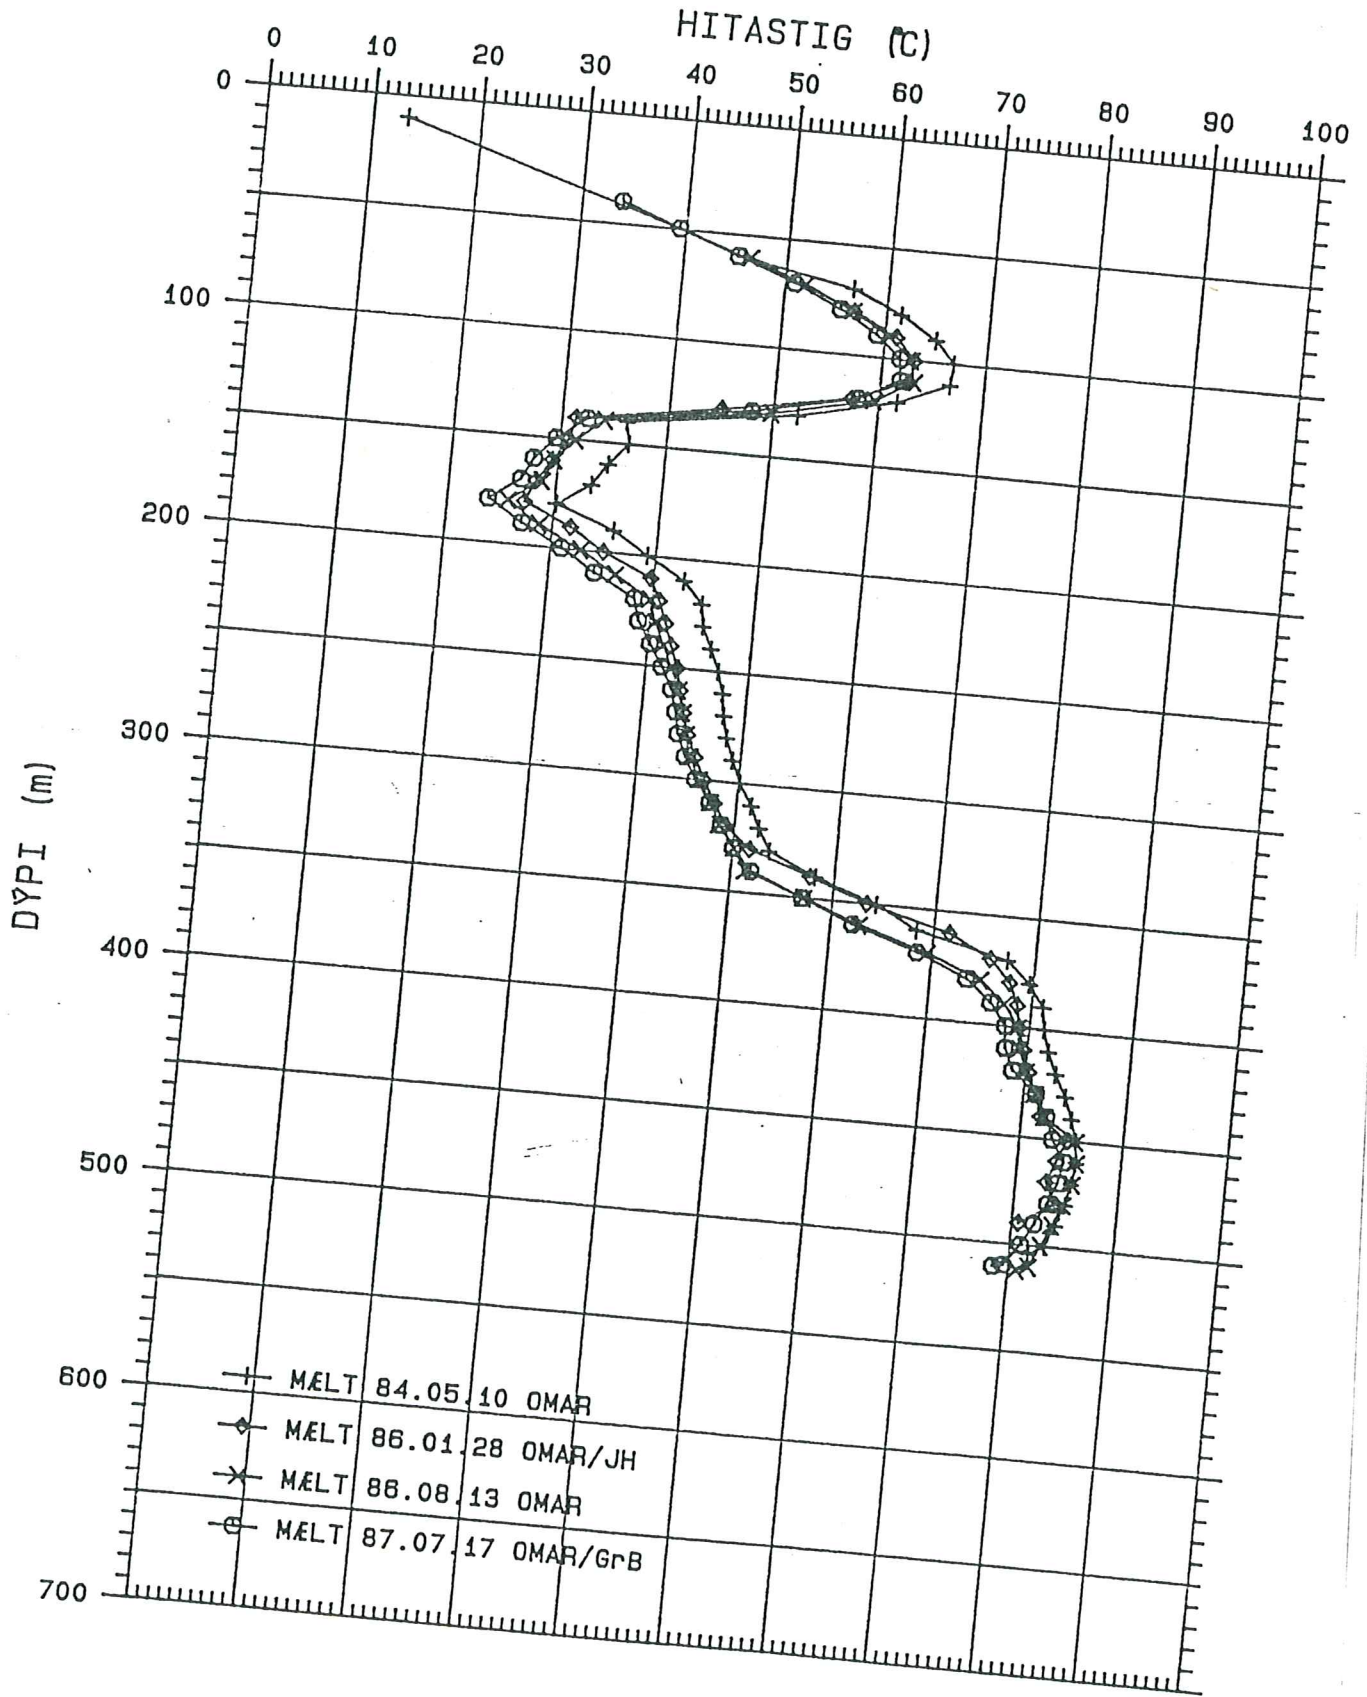 HITASTIG (°C)
0 10 20 30 40 50 60 70 80 90 100
0
100
200
300
400
500
600
700
DÝPI (m)
MÆLT 84.05.10 OMAR
MÆLT 86.01.28 OMAR/JH
MÆLT 86.08.13 OMAR
MÆLT 87.07.17 OMAR/GrB